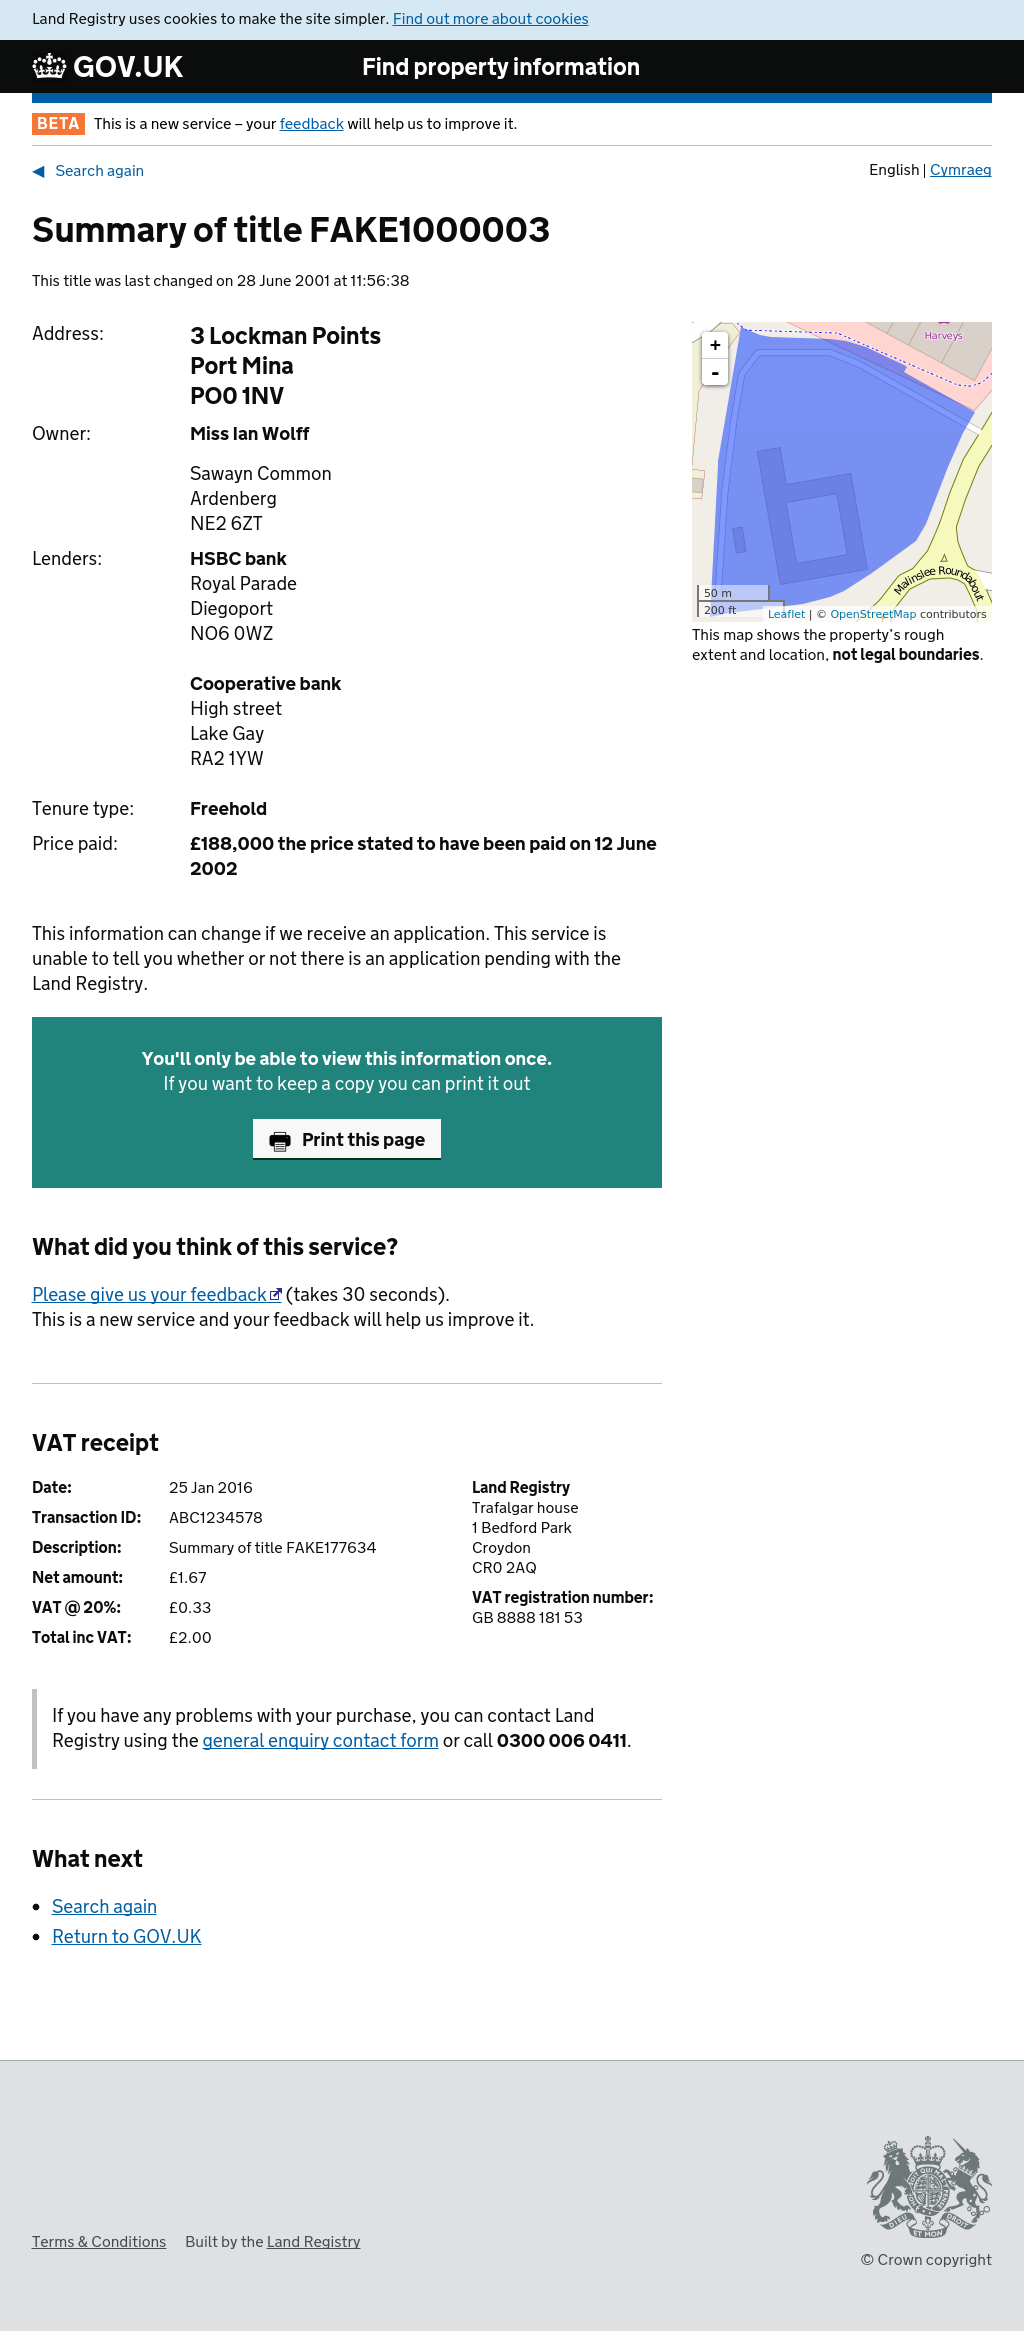 Land Registry uses cookies to make the site simpler. Find out more about cookies
GOV.UK
Find property information
BETA This is a new service – your feedback will help us to improve it.
◀ Search again
English | Cymraeg
Summary of title FAKE1000003
This title was last changed on 28 June 2001 at 11:56:38
Address:
3 Lockman Points
Port Mina
PO0 1NV
Owner:
Miss Ian Wolff
Sawayn Common
Ardenberg
NE2 6ZT
Lenders:
HSBC bank
Royal Parade
Diegoport
NO6 0WZ
Cooperative bank
High street
Lake Gay
RA2 1YW
Tenure type:
Freehold
Price paid:
£188,000 the price stated to have been paid on 12 June
2002
+
-
Harveys
Malinslee Roundabout
50 m
200 ft
Leaflet | © OpenStreetMap contributors
This map shows the property's rough
extent and location, not legal boundaries.
This information can change if we receive an application. This service is
unable to tell you whether or not there is an application pending with the
Land Registry.
You'll only be able to view this information once.
If you want to keep a copy you can print it out
Print this page
What did you think of this service?
Please give us your feedback (takes 30 seconds).
This is a new service and your feedback will help us improve it.
VAT receipt
Date: 25 Jan 2016
Transaction ID: ABC1234578
Description: Summary of title FAKE177634
Net amount: £1.67
VAT @ 20%: £0.33
Total inc VAT: £2.00
Land Registry
Trafalgar house
1 Bedford Park
Croydon
CR0 2AQ
VAT registration number:
GB 8888 181 53
If you have any problems with your purchase, you can contact Land
Registry using the general enquiry contact form or call 0300 006 0411.
What next
• Search again
• Return to GOV.UK
Terms & Conditions Built by the Land Registry
DIEU ET MON DROIT
© Crown copyright